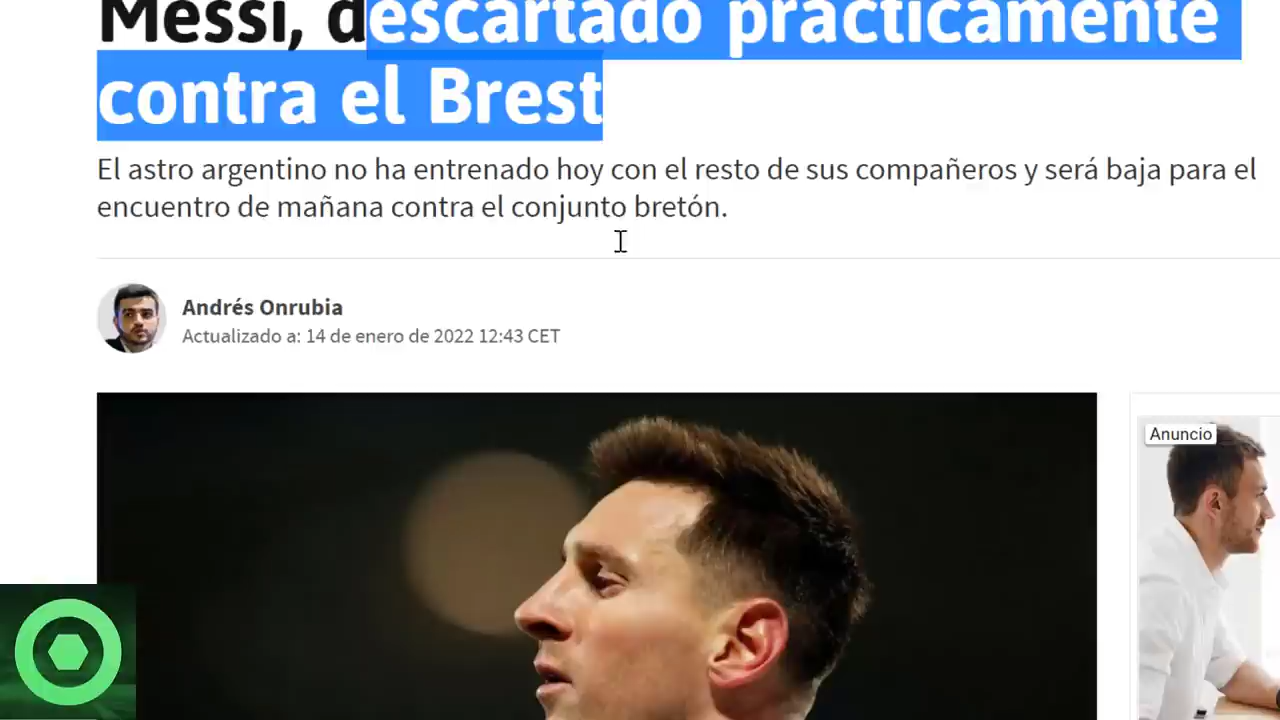 Messi, descartado prácticamente
contra el Brest
El astro argentino no ha entrenado hoy con el resto de sus compañeros y será baja para el
encuentro de mañana contra el conjunto bretón.
Andrés Onrubia
Actualizado a: 14 de enero de 2022 12:43 CET
Anuncio